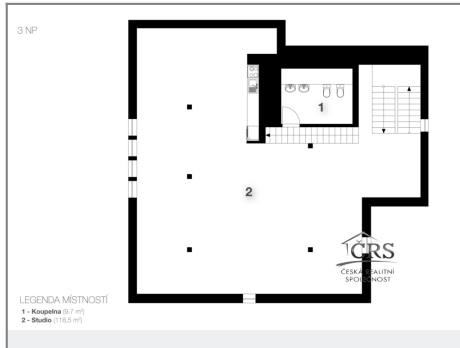 3 NP
1
2
ČRS
ČESKÁ REALITNÍ
SPOLEČNOST
LEGENDA MÍSTNOSTÍ
1 - Koupelna (9.7 m²)
2 - Studio (118,5 m²)